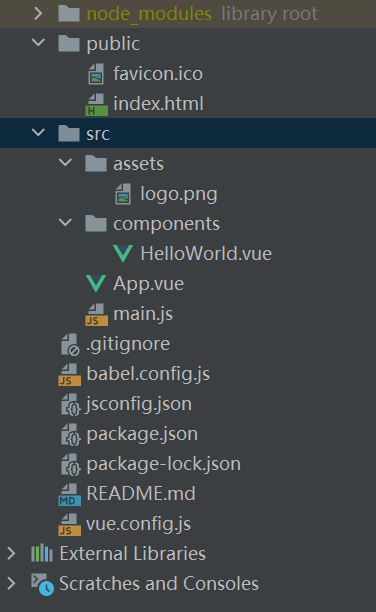 node_modules library root
public
favicon.ico
index.html
src
assets
logo.png
components
HelloWorld.vue
App.vue
main.js
.gitignore
babel.config.js
jsconfig.json
package.json
package-lock.json
README.md
vue.config.js
External Libraries
Scratches and Consoles